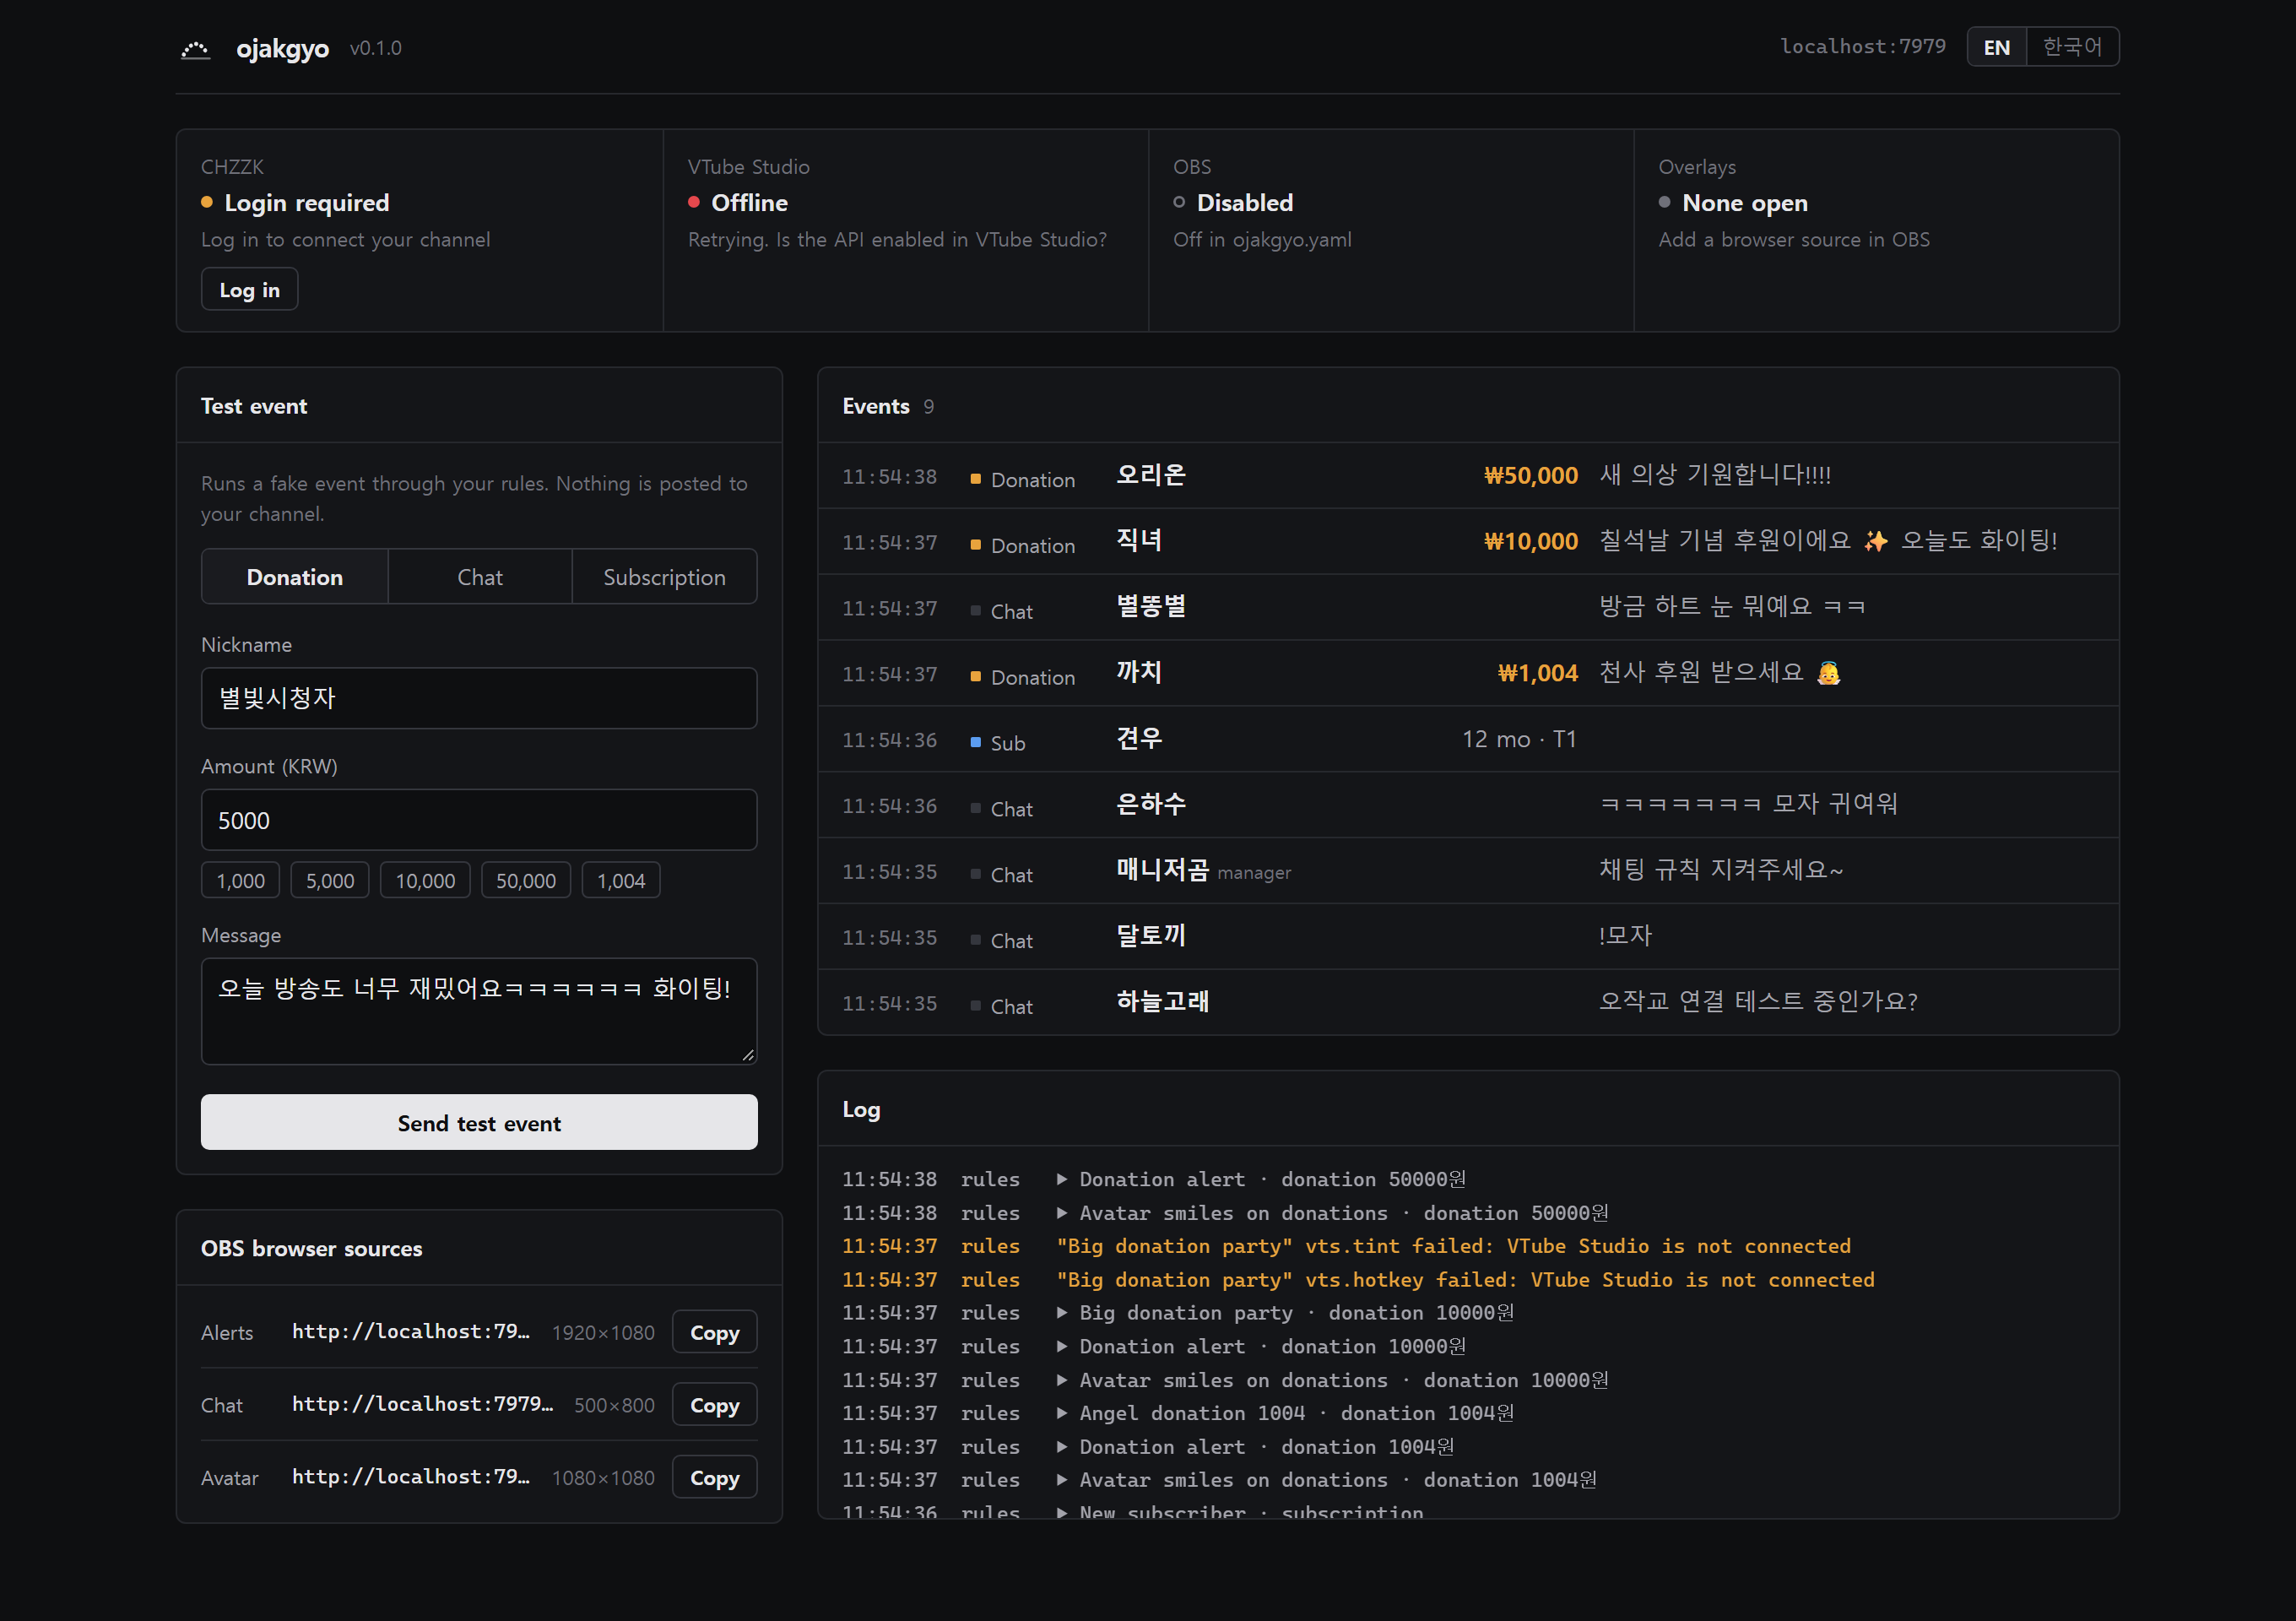 ojakgyo v0.1.0
localhost:7979 EN 한국어
CHZZK
Login required
Log in to connect your channel
Log in
VTube Studio
Offline
Retrying. Is the API enabled in VTube Studio?
OBS
Disabled
Off in ojakgyo.yaml
Overlays
None open
Add a browser source in OBS
Test event
Runs a fake event through your rules. Nothing is posted to
your channel.
Donation Chat Subscription
Nickname
별빛시청자
Amount (KRW)
5000
1,000 5,000 10,000 50,000 1,004
Message
오늘 방송도 너무 재밌어요ㅋㅋㅋㅋㅋㅋ 화이팅!
Send test event
OBS browser sources
Alerts http://localhost:79… 1920×1080 Copy
Chat http://localhost:7979… 500×800 Copy
Avatar http://localhost:79… 1080×1080 Copy
Events 9
11:54:38 Donation 오리온 ₩50,000 새 의상 기원합니다!!!!
11:54:37 Donation 직녀 ₩10,000 칠석날 기념 후원이에요 ✨ 오늘도 화이팅!
11:54:37 Chat 별똥별 방금 하트 눈 뭐예요 ㅋㅋ
11:54:37 Donation 까치 ₩1,004 천사 후원 받으세요 👼
11:54:36 Sub 견우 12 mo · T1
11:54:36 Chat 은하수 ㅋㅋㅋㅋㅋㅋㅋ 모자 귀여워
11:54:35 Chat 매니저곰 manager 채팅 규칙 지켜주세요~
11:54:35 Chat 달토끼 !모자
11:54:35 Chat 하늘고래 오작교 연결 테스트 중인가요?
Log
11:54:38 rules ▶ Donation alert · donation 50000원
11:54:38 rules ▶ Avatar smiles on donations · donation 50000원
11:54:37 rules "Big donation party" vts.tint failed: VTube Studio is not connected
11:54:37 rules "Big donation party" vts.hotkey failed: VTube Studio is not connected
11:54:37 rules ▶ Big donation party · donation 10000원
11:54:37 rules ▶ Donation alert · donation 10000원
11:54:37 rules ▶ Avatar smiles on donations · donation 10000원
11:54:37 rules ▶ Angel donation 1004 · donation 1004원
11:54:37 rules ▶ Donation alert · donation 1004원
11:54:37 rules ▶ Avatar smiles on donations · donation 1004원
11:54:36 rules ▶ New subscriber · subscription